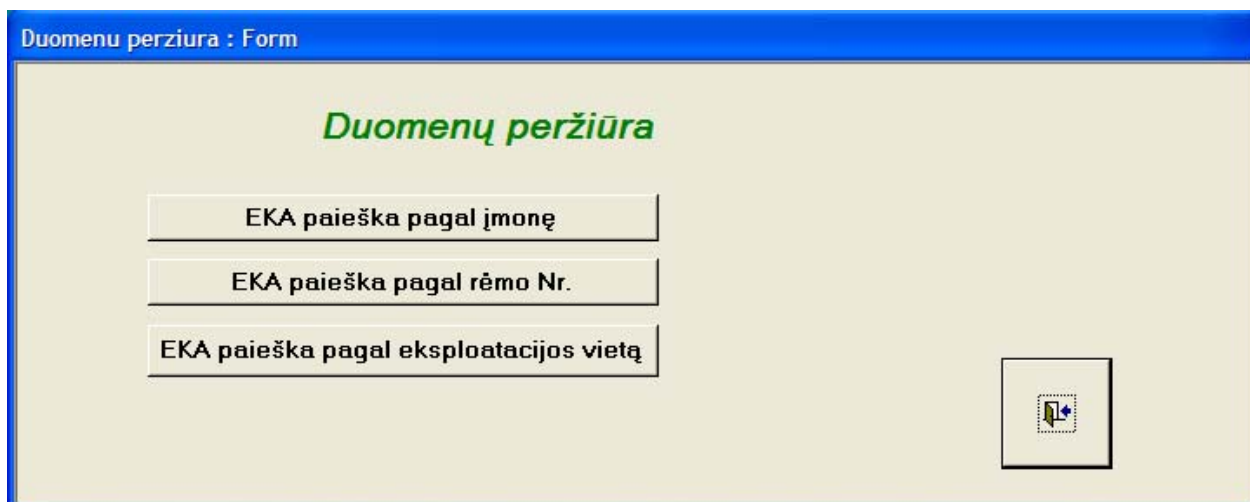 Duomenu perziura : Form
Duomenų peržiūra
EKA paieška pagal įmonę
EKA paieška pagal rėmo Nr.
EKA paieška pagal eksploatacijos vietą